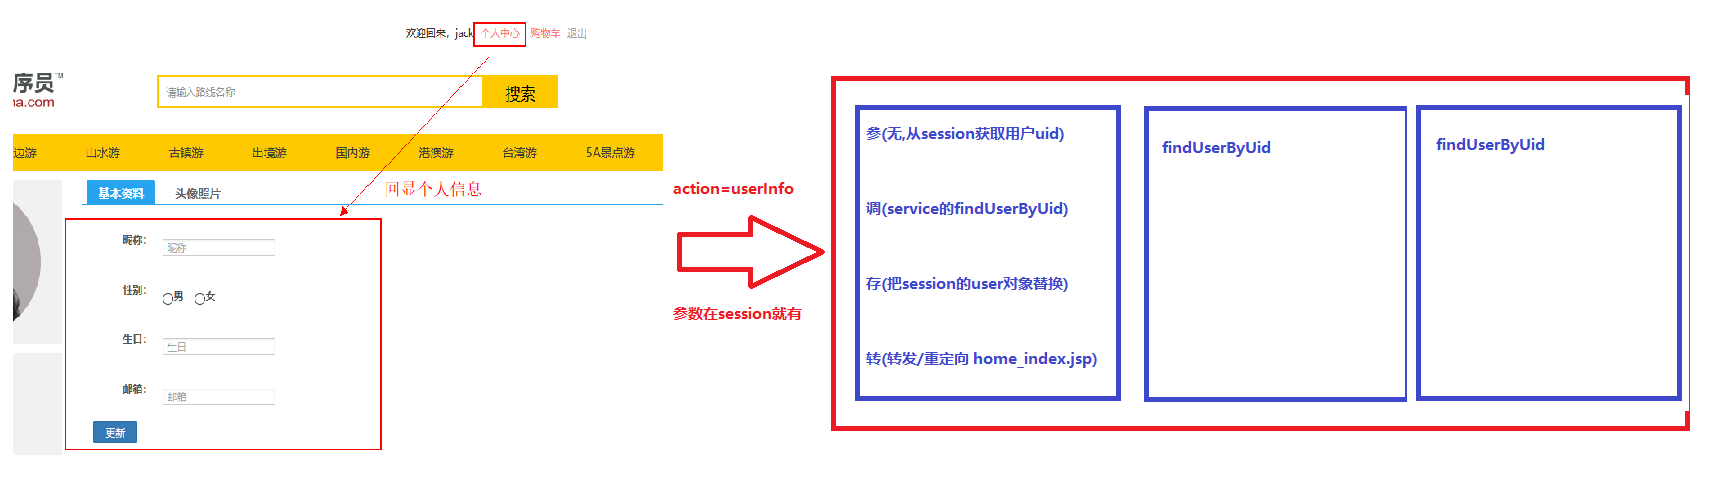 欢迎回来，jack 个人中心 购物车 退出
序员™
na.com
请输入路线名称
搜索
边游 山水游 古镇游 出境游 国内游 港澳游 台湾游 5A景点游
基本资料 头像照片
回显个人信息
昵称：
昵称
性别：
男 女
生日：
生日
邮箱：
邮箱
更新
action=userInfo
参数在session就有
参(无,从session获取用户uid)
调(service的findUserByUid)
存(把session的user对象替换)
转(转发/重定向 home_index.jsp)
findUserByUid
findUserByUid